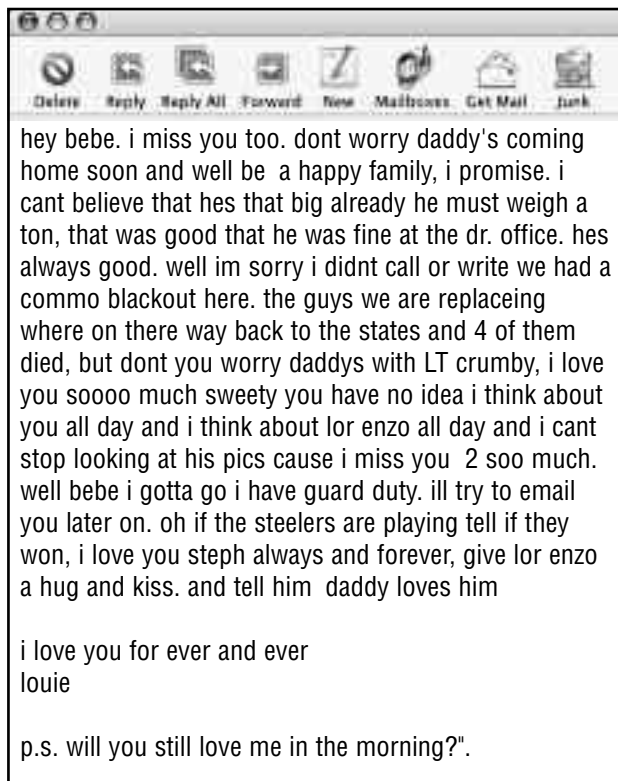 Delete Reply Reply All Forward New Mailboxes Get Mail Junk
hey bebe. i miss you too. dont worry daddy's coming
home soon and well be  a happy family, i promise. i
cant believe that hes that big already he must weigh a
ton, that was good that he was fine at the dr. office. hes
always good. well im sorry i didnt call or write we had a
commo blackout here. the guys we are replaceing
where on there way back to the states and 4 of them
died, but dont you worry daddys with LT crumby, i love
you soooo much sweety you have no idea i think about
you all day and i think about lor enzo all day and i cant
stop looking at his pics cause i miss you  2 soo much.
well bebe i gotta go i have guard duty. ill try to email
you later on. oh if the steelers are playing tell if they
won, i love you steph always and forever, give lor enzo
a hug and kiss. and tell him  daddy loves him
i love you for ever and ever
louie
p.s. will you still love me in the morning?".